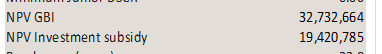 NPV GBI 32,732,664
NPV Investment subsidy 19,420,785